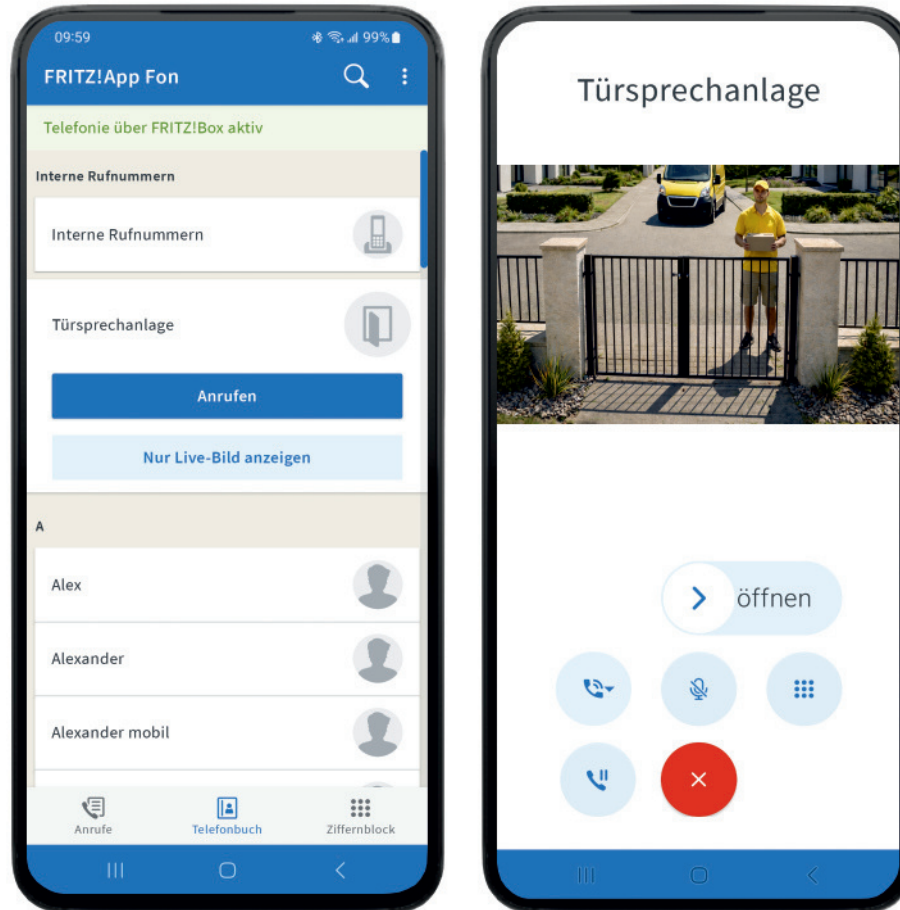 09:59
99%
FRITZ!App Fon
Telefonie über FRITZ!Box aktiv
Interne Rufnummern
Interne Rufnummern
Türsprechanlage
Anrufen
Nur Live-Bild anzeigen
A
Alex
Alexander
Alexander mobil
Anrufe
Telefonbuch
Ziffernblock
Türsprechanlage
öffnen